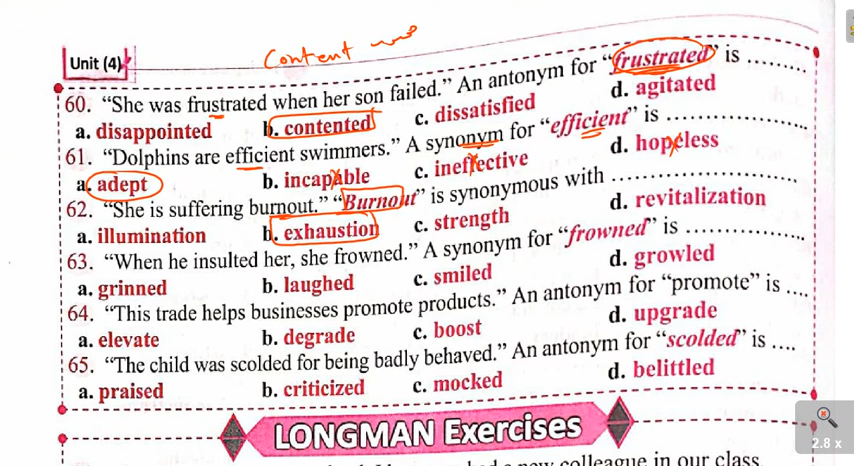 Content
Unit (4)
60. “She was frustrated when her son failed.” An antonym for “frustrated” is .........
a. disappointed b. contented c. dissatisfied d. agitated
61. “Dolphins are efficient swimmers.” A synonym for “efficient” is ....................
a. adept b. incapable c. ineffective d. hopeless
62. “She is suffering burnout.” “Burnout” is synonymous with ..........................
a. illumination b. exhaustion c. strength d. revitalization
63. “When he insulted her, she frowned.” A synonym for “frowned” is ................
a. grinned b. laughed c. smiled d. growled
64. “This trade helps businesses promote products.” An antonym for “promote” is ....
a. elevate b. degrade c. boost d. upgrade
65. “The child was scolded for being badly behaved.” An antonym for “scolded” is ....
a. praised b. criticized c. mocked d. belittled
LONGMAN Exercises
new colleague in our class.
2.8 x